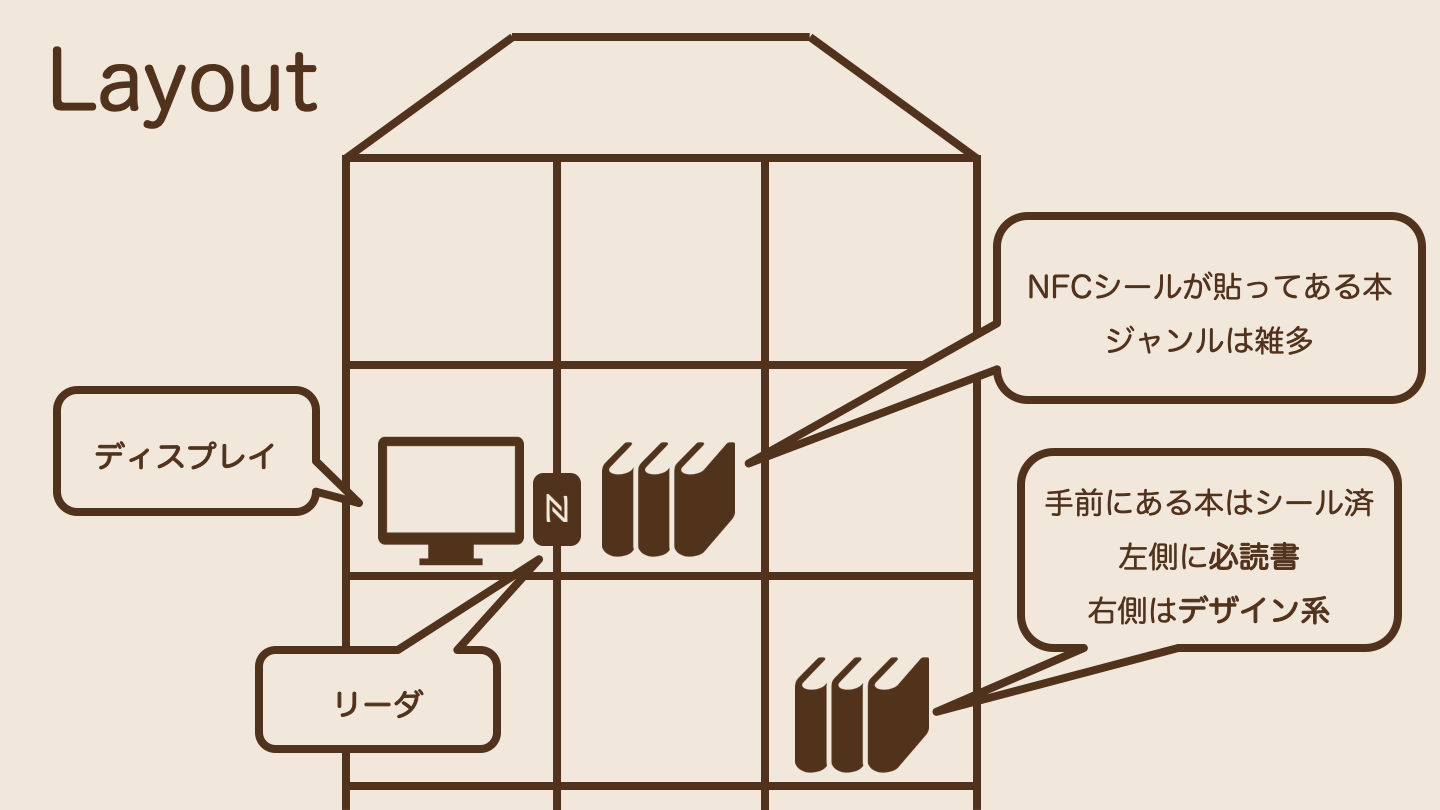 Layout
NFCシールが貼ってある本
ジャンルは雑多
ディスプレイ
手前にある本はシール済
左側に必読書
右側はデザイン系
リーダ